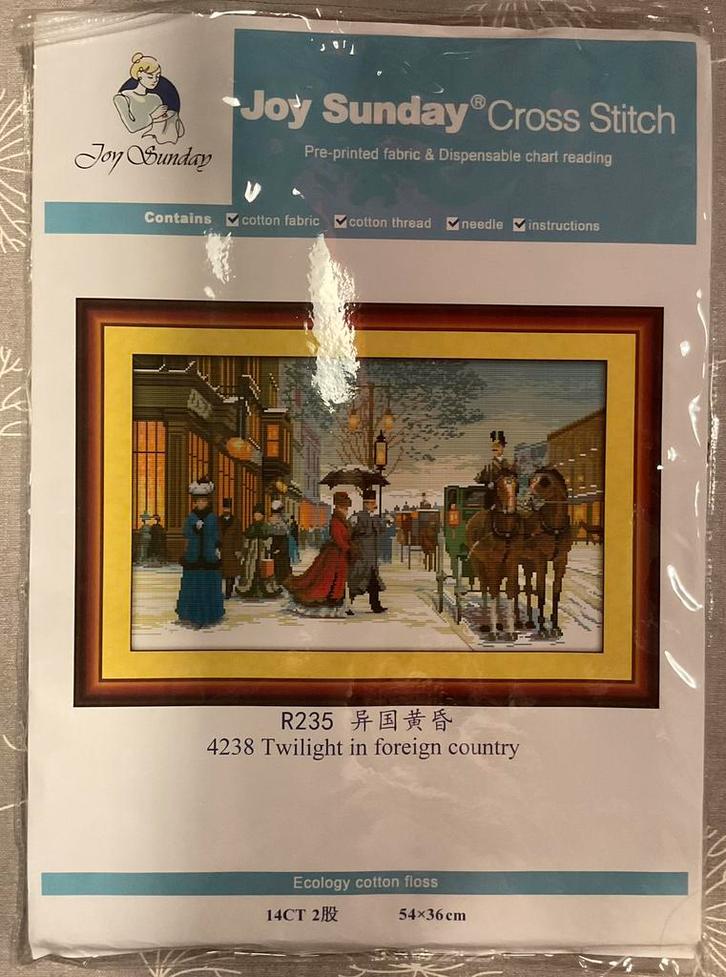 Joy Sunday
Joy Sunday® Cross Stitch
Pre-printed fabric & Dispensable chart reading
Contains ☑ cotton fabric ☑ cotton thread ☑ needle ☑ instructions
R235 异国黄昏
4238 Twilight in foreign country
Ecology cotton floss
14CT 2股 54×36cm